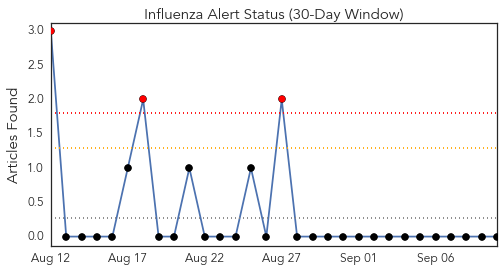 Influenza Alert Status (30-Day Window)
Articles Found
3.0
2.5
2.0
1.5
1.0
0.5
0.0
Aug 12
Aug 17
Aug 22
Aug 27
Sep 01
Sep 06